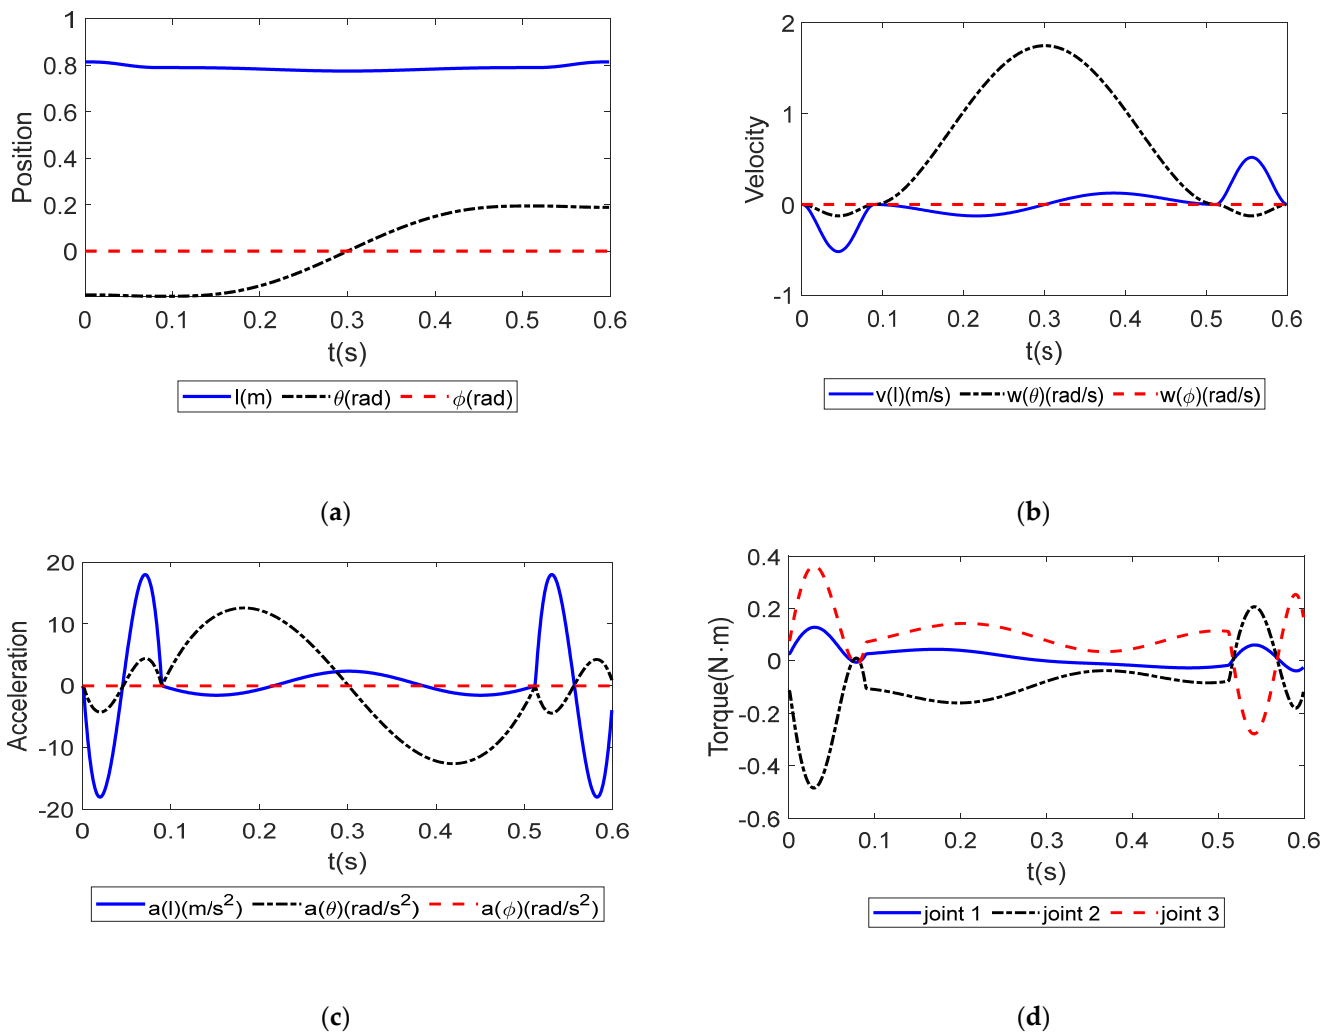 1
0.8
0.6
0.4
0.2
0
Position
0 0.1 0.2 0.3 0.4 0.5 0.6
t(s)
l(m) θ(rad) ϕ(rad)
(a)
2
1
0
-1
Velocity
0 0.1 0.2 0.3 0.4 0.5 0.6
t(s)
v(l)(m/s) w(θ)(rad/s) w(ϕ)(rad/s)
(b)
20
10
0
-10
-20
Acceleration
0 0.1 0.2 0.3 0.4 0.5 0.6
t(s)
a(l)(m/s²) a(θ)(rad/s²) a(ϕ)(rad/s²)
(c)
0.4
0.2
0
-0.2
-0.4
-0.6
Torque(N·m)
0 0.1 0.2 0.3 0.4 0.5 0.6
t(s)
joint 1 joint 2 joint 3
(d)